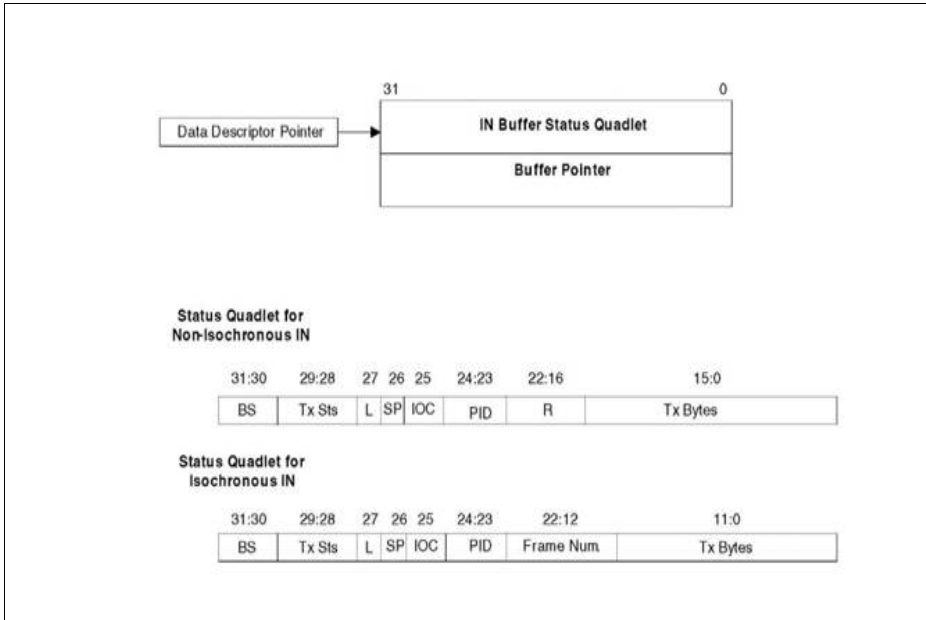 31 0
IN Buffer Status Quadlet
Data Descriptor Pointer
Buffer Pointer
Status Quadlet for
Non-Isochronous IN
31:30 29:28 27 26 25 24:23 22:16 15:0
BS Tx Sts L SP IOC PID R Tx Bytes
Status Quadlet for
Isochronous IN
31:30 29:28 27 26 25 24:23 22:12 11:0
BS Tx Sts L SP IOC PID Frame Num. Tx Bytes